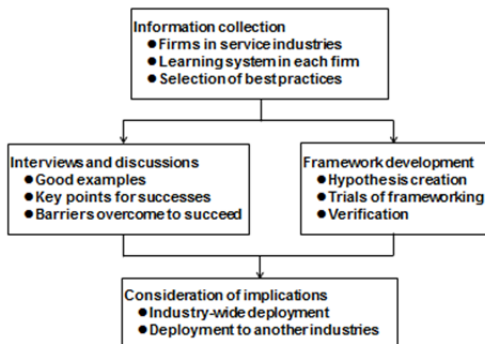 Information collection
● Firms in service industries
● Learning system in each firm
● Selection of best practices
Interviews and discussions
● Good examples
● Key points for successes
● Barriers overcome to succeed
Framework development
● Hypothesis creation
● Trials of frameworking
● Verification
Consideration of implications
● Industry-wide deployment
● Deployment to another industries